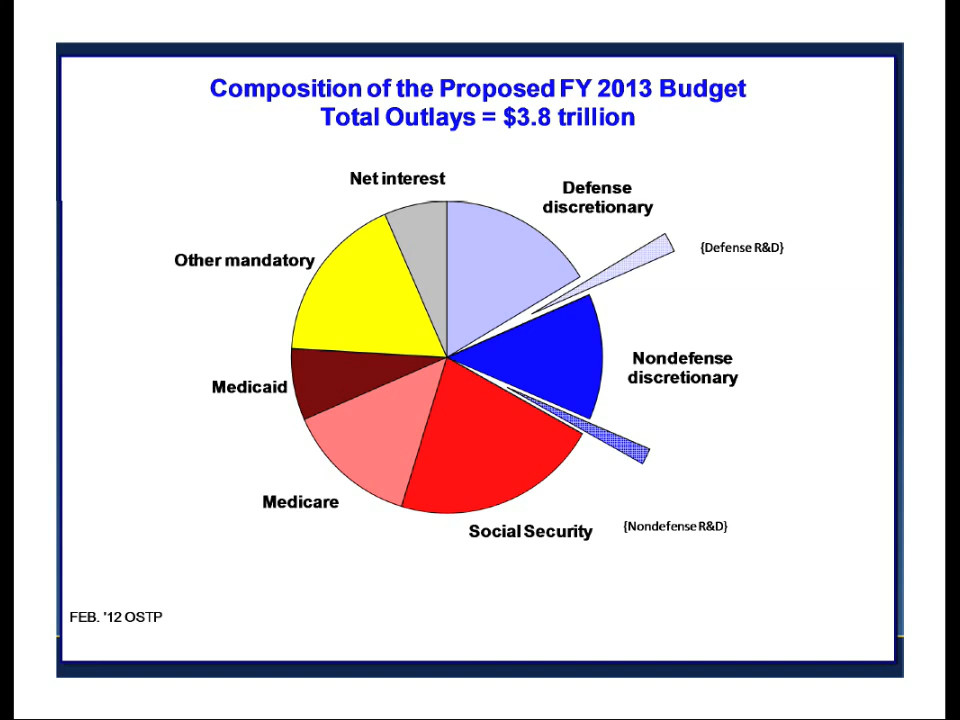 Composition of the Proposed FY 2013 Budget
Total Outlays = $3.8 trillion
Net interest
Defense
discretionary
{Defense R&D}
Other mandatory
Nondefense
discretionary
Medicaid
Medicare
Social Security
{Nondefense R&D}
FEB. '12 OSTP